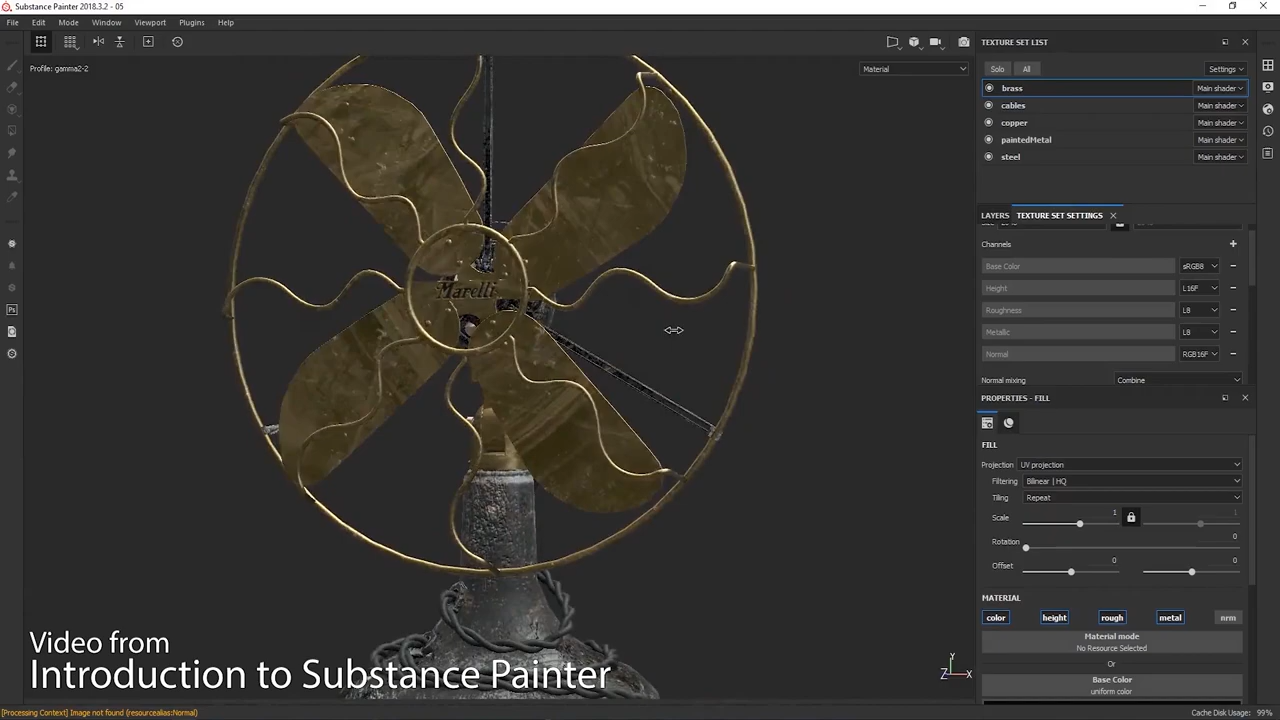 Substance Painter 2018.3.2 - 05
File Edit Mode Window Viewport Plugins Help
Profile: gamma2-2
Material
TEXTURE SET LIST
Solo All Settings
brass Main shader
cables Main shader
copper Main shader
paintedMetal Main shader
steel Main shader
LAYERS TEXTURE SET SETTINGS
Channels
Base Color sRGB8
Height L16F
Roughness L8
Metallic L8
Normal RGB16F
Normal mixing Combine
PROPERTIES - FILL
FILL
Projection UV projection
Filtering Bilinear | HQ
Tiling Repeat
Scale 1 1
Rotation 0
Offset 0 0
MATERIAL
color height rough metal nrm
Material mode
No Resource Selected
Or
Base Color
uniform color
Marelli
Ps
Y
Z X
Video from
Introduction to Substance Painter
[Processing Context] Image not found (resourcealias:Normal)
Cache Disk Usage: 99%